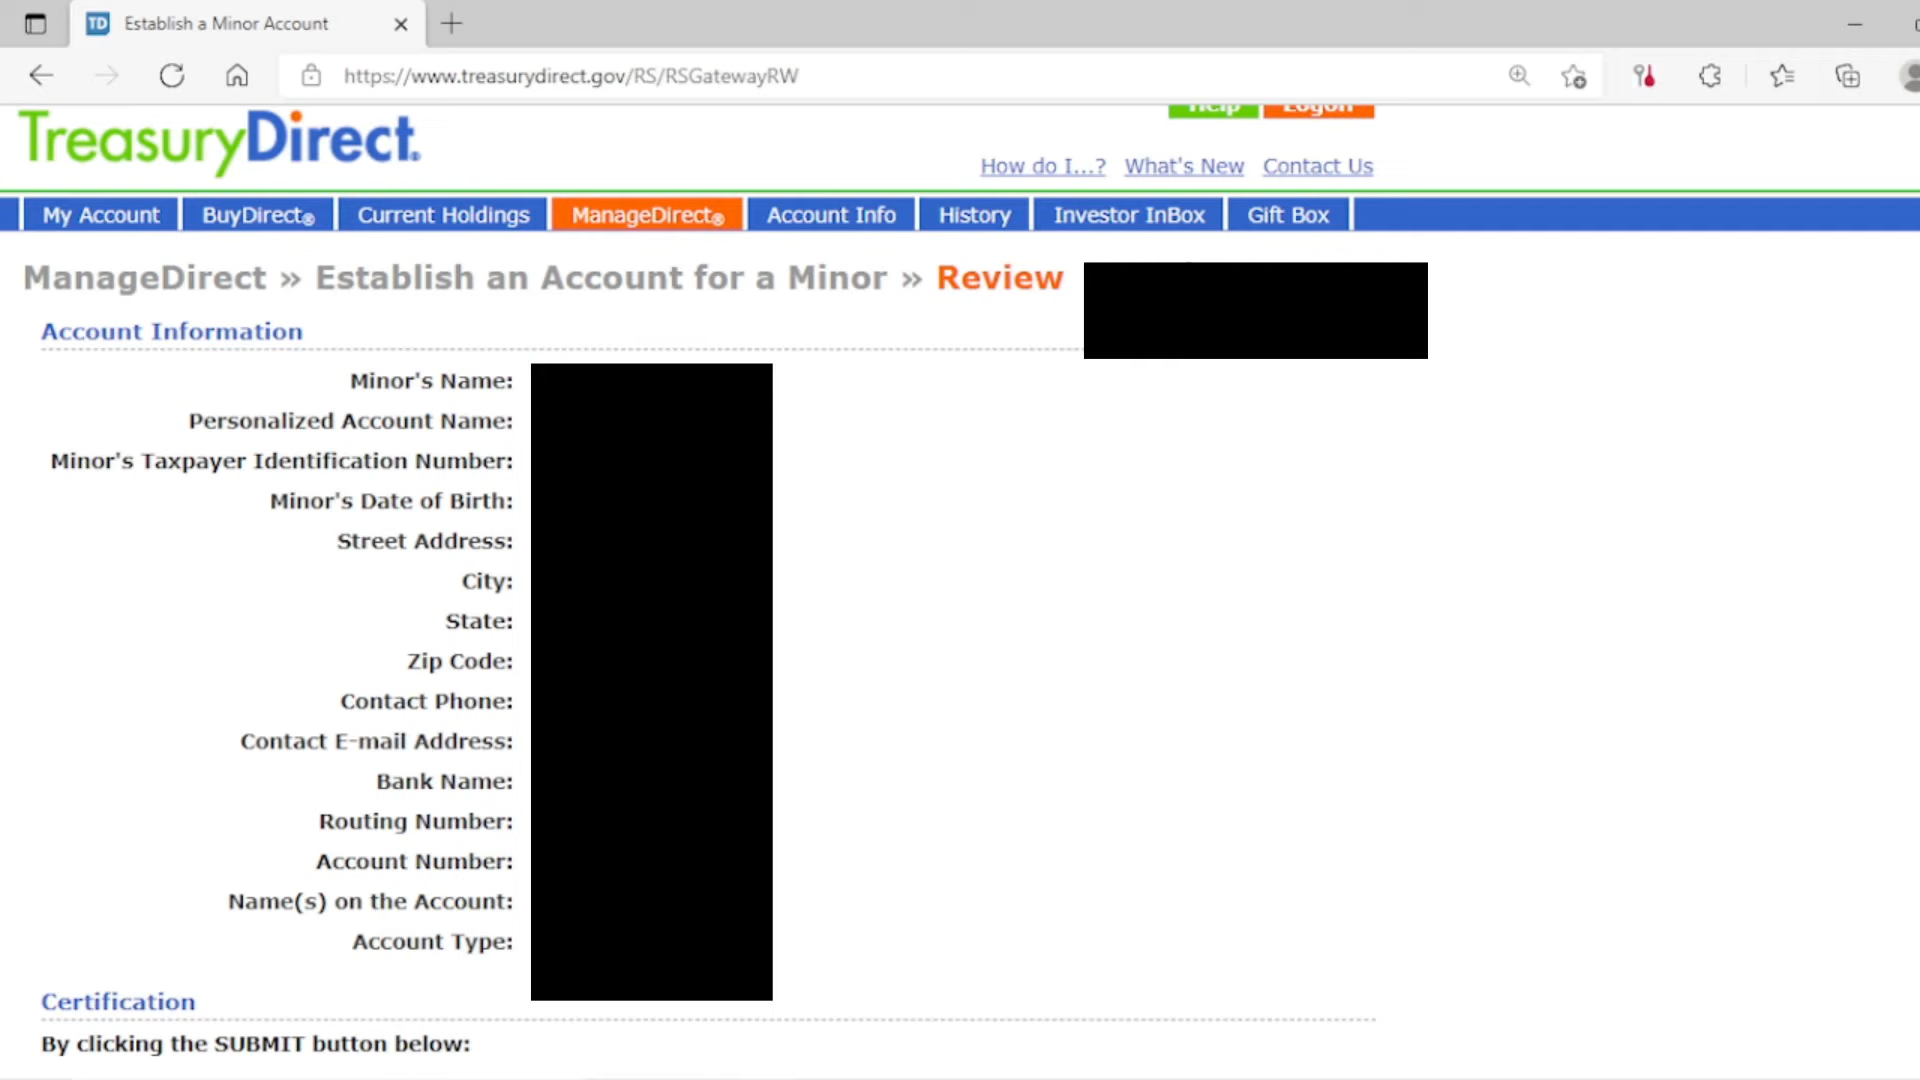 TD Establish a Minor Account
https://www.treasurydirect.gov/RS/RSGatewayRW
Help Logon
TreasuryDirect®
How do I...? What's New Contact Us
My Account BuyDirect® Current Holdings ManageDirect® Account Info History Investor InBox Gift Box
ManageDirect » Establish an Account for a Minor » Review
Account Information
Minor's Name:
Personalized Account Name:
Minor's Taxpayer Identification Number:
Minor's Date of Birth:
Street Address:
City:
State:
Zip Code:
Contact Phone:
Contact E-mail Address:
Bank Name:
Routing Number:
Account Number:
Name(s) on the Account:
Account Type:
Certification
By clicking the SUBMIT button below: